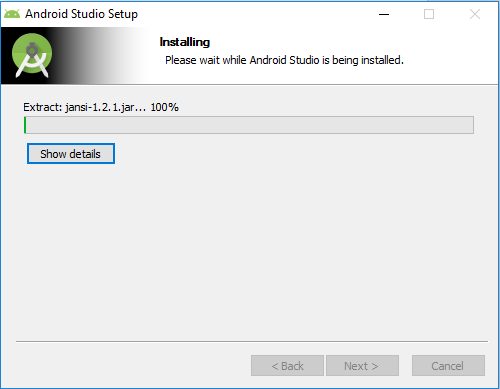 Android Studio Setup
Installing
Please wait while Android Studio is being installed.
Extract: jansi-1.2.1.jar... 100%
Show details
< Back
Next >
Cancel